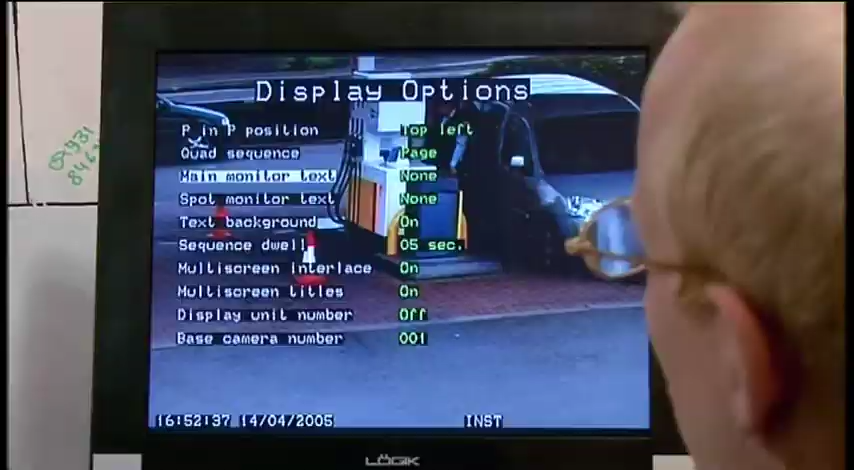 Display Options
P in P position Top left
Quad sequence Page
Main monitor text None
Spot monitor text None
Text background On
Sequence dwell 05 sec.
Multiscreen interlace On
Multiscreen titles On
Display unit number Off
Base camera number 001
16:52:37 14/04/2005 INST
LOGIK